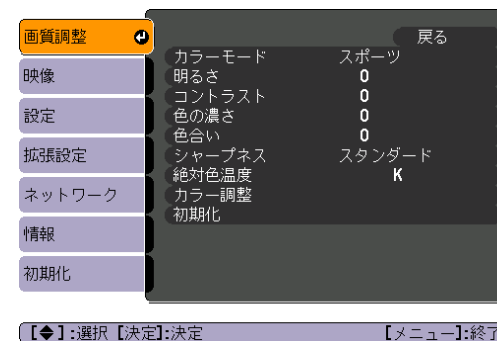 画質調整
映像
設定
拡張設定
ネットワーク
情報
初期化
戻る
カラーモード スポーツ
明るさ 0
コントラスト 0
色の濃さ 0
色合い 0
シャープネス スタンダード
絶対色温度 K
カラー調整
初期化
【◆】:選択【決定】:決定 【メニュー】:終了